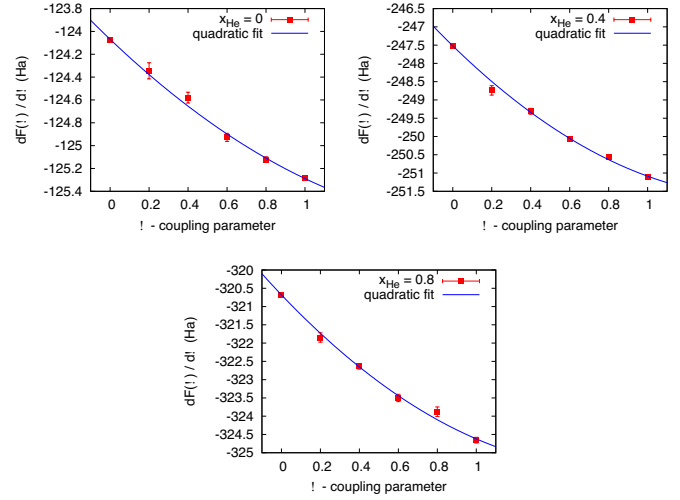 -123.8
-124
-124.2
-124.4
-124.6
-124.8
-125
-125.2
-125.4
0 0.2 0.4 0.6 0.8 1
dF(!) / d! (Ha)
! - coupling parameter
x_He = 0
quadratic fit
-246.5
-247
-247.5
-248
-248.5
-249
-249.5
-250
-250.5
-251
-251.5
0 0.2 0.4 0.6 0.8 1
dF(!) / d! (Ha)
! - coupling parameter
x_He = 0.4
quadratic fit
-320
-320.5
-321
-321.5
-322
-322.5
-323
-323.5
-324
-324.5
-325
0 0.2 0.4 0.6 0.8 1
dF(!) / d! (Ha)
! - coupling parameter
x_He = 0.8
quadratic fit